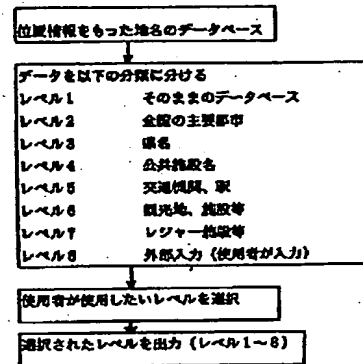 位置情報をもった地名のデータベース
データを以下の分類に分ける
レベル1 そのままのデータベース
レベル2 全国の主要都市
レベル3 県名
レベル4 公共施設名
レベル5 交通機関、駅
レベル6 観光地、施設等
レベル7 レジャー施設等
レベル8 外部入力（使用者が入力）
使用者が使用したいレベルを選択
選択されたレベルを出力（レベル1～8）